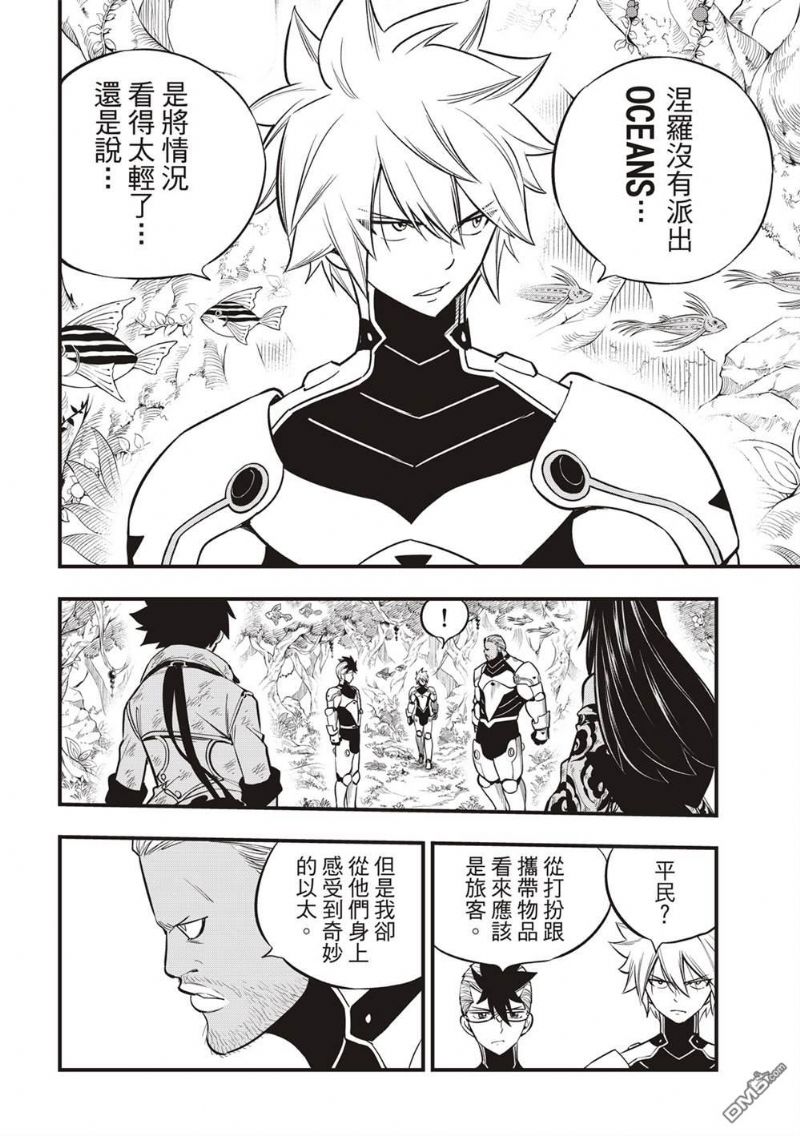 涅羅沒有派出
OCEANS…
是將情況
看得太輕了…
還是說…
！
平民？
從打扮跟
攜帶物品
看來應該
是旅客。
但是我卻
從他們身上
感受到奇妙
的以太。
DM5.com